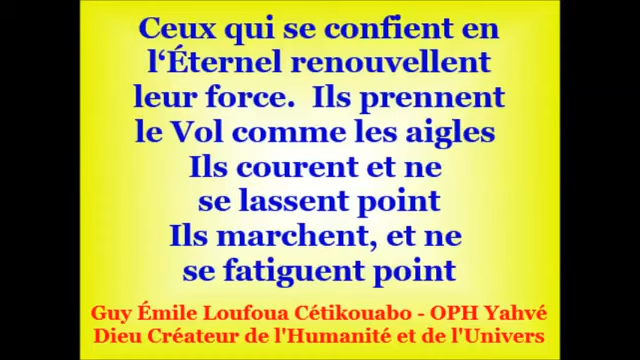 Ceux qui se confient en
l‘Éternel renouvellent
leur force.  Ils prennent
le Vol comme les aigles
Ils courent et ne
se lassent point
Ils marchent, et ne
se fatiguent point
Guy Émile Loufoua Cétikouabo - OPH Yahvé
Dieu Créateur de l'Humanité et de l'Univers